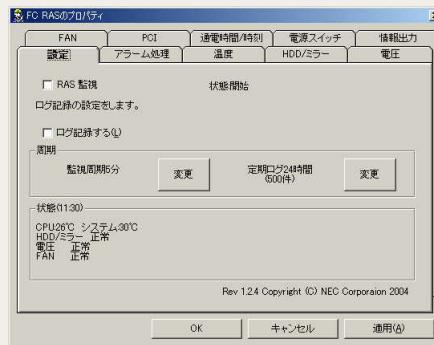 FC RASのプロパティ
FAN PCI 通電時間/時刻 電源スイッチ 情報出力
設定 アラーム処理 温度 HDD/ミラー 電圧
RAS 監視 状態開始
ログ記録の設定をします。
ログ記録する(L)
周期
監視周期5分 変更 定期ログ24時間 変更
(500件)
状態(11:30)
CPU26℃ システム30℃
HDD/ミラー 正常
電圧 正常
FAN 正常
Rev 1.2.4 Copyright (C) NEC Corporaion 2004
OK キャンセル 適用(A)